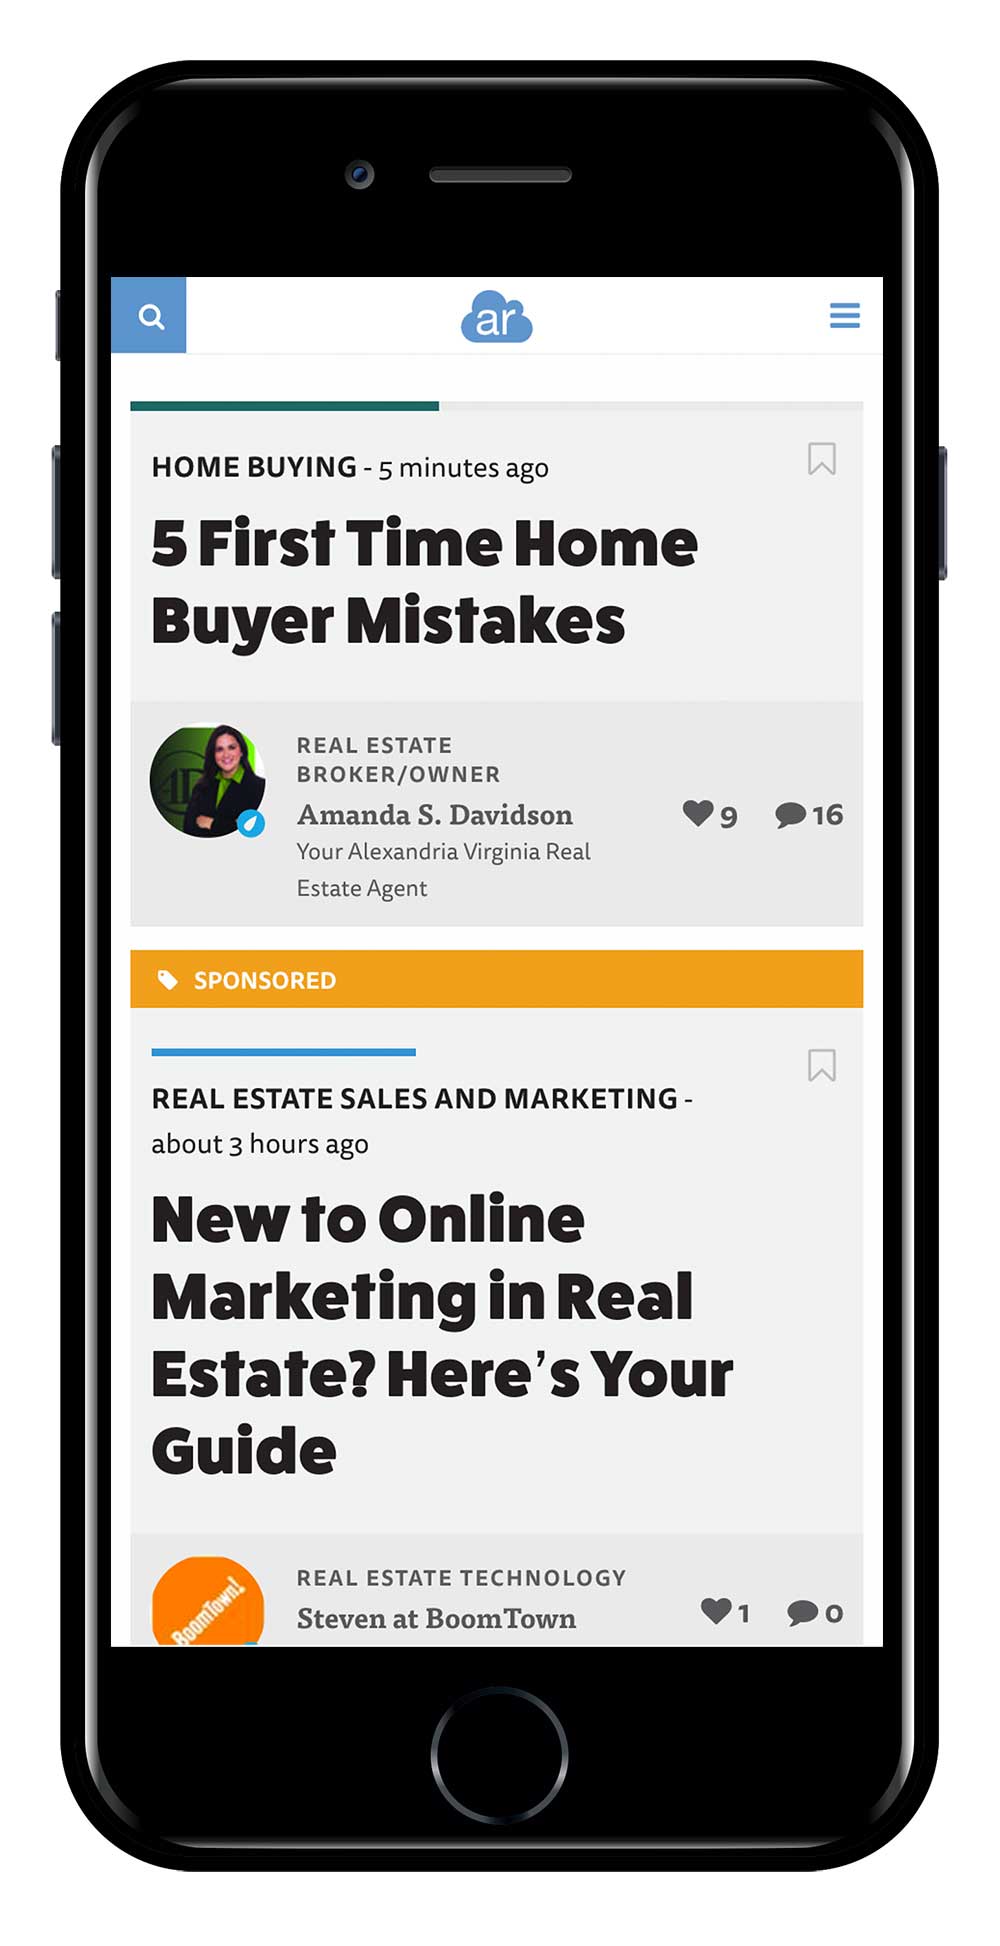 ar
HOME BUYING - 5 minutes ago
5 First Time Home
Buyer Mistakes
REAL ESTATE
BROKER/OWNER
Amanda S. Davidson
Your Alexandria Virginia Real
Estate Agent
9 16
SPONSORED
REAL ESTATE SALES AND MARKETING -
about 3 hours ago
New to Online
Marketing in Real
Estate? Here's Your
Guide
BoomTown!
REAL ESTATE TECHNOLOGY
Steven at BoomTown
1 0